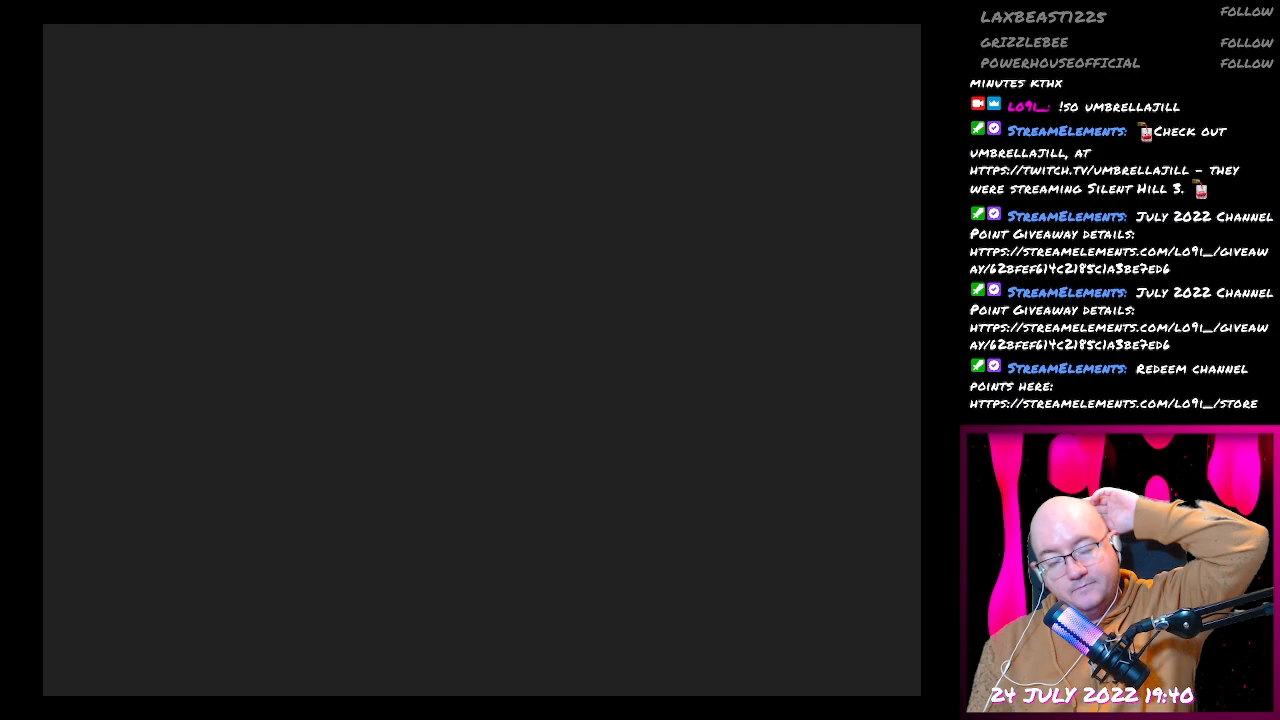 LAXBEAST1225 FOLLOW
GRIZZLEBEE FOLLOW
POWERHOUSEOFFICIAL FOLLOW
MINUTES KTHX
LO9I_: !SO UMBRELLAJILL
STREAMELEMENTS: CHECK OUT
UMBRELLAJILL, AT
HTTPS://TWITCH.TV/UMBRELLAJILL - THEY
WERE STREAMING SILENT HILL 3.
STREAMELEMENTS: JULY 2022 CHANNEL
POINT GIVEAWAY DETAILS:
HTTPS://STREAMELEMENTS.COM/LO9I_/GIVEAW
AY/62BFEF614C2185C1A3BE7ED6
STREAMELEMENTS: JULY 2022 CHANNEL
POINT GIVEAWAY DETAILS:
HTTPS://STREAMELEMENTS.COM/LO9I_/GIVEAW
AY/62BFEF614C2185C1A3BE7ED6
STREAMELEMENTS: REDEEM CHANNEL
POINTS HERE:
HTTPS://STREAMELEMENTS.COM/LO9I_/STORE
24 JULY 2022 19:40